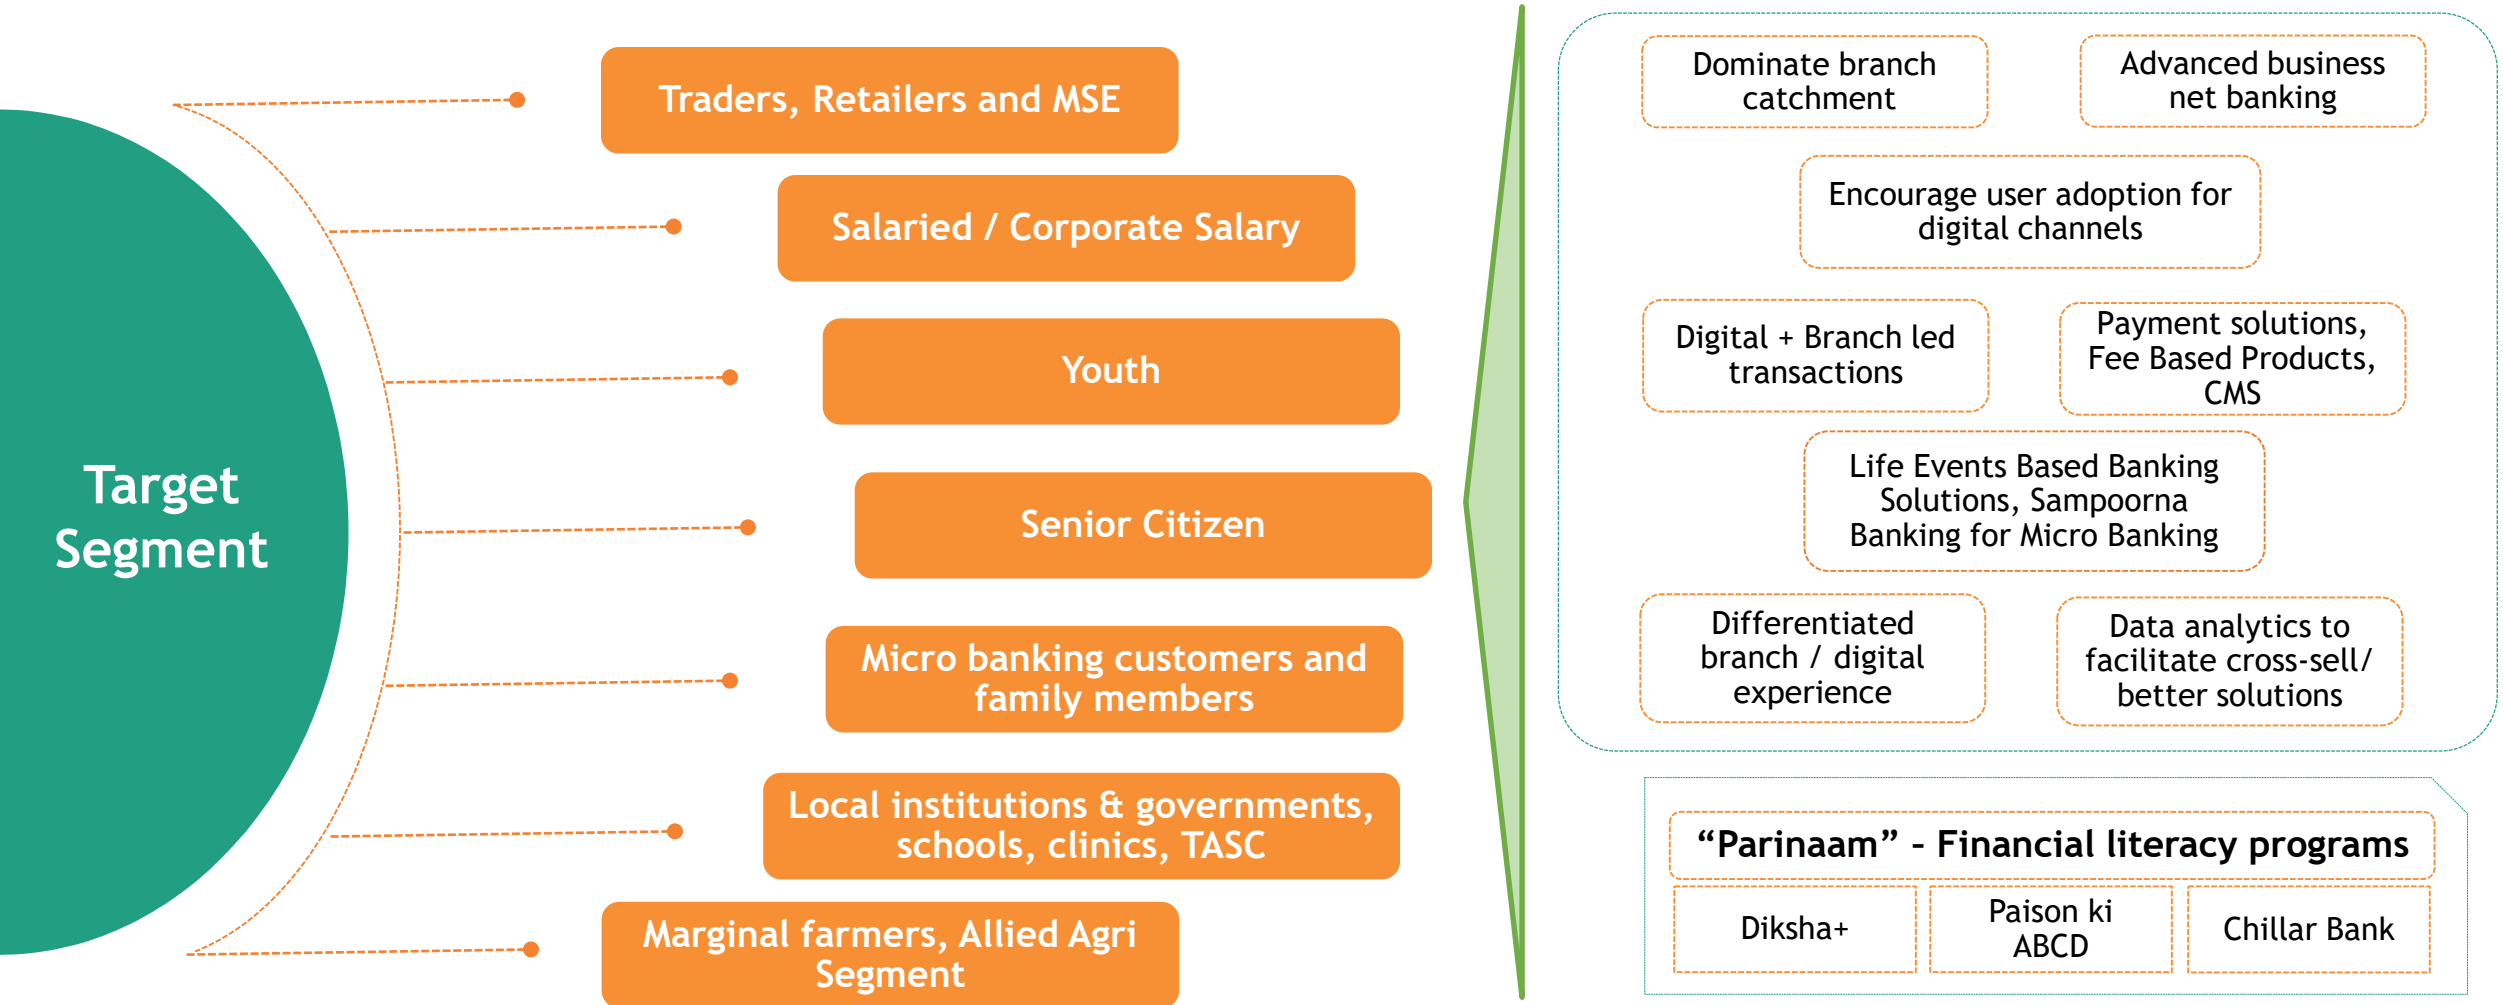 Target
Segment
Traders, Retailers and MSE
Salaried / Corporate Salary
Youth
Senior Citizen
Micro banking customers and
family members
Local institutions & governments,
schools, clinics, TASC
Marginal farmers, Allied Agri
Segment
Dominate branch
catchment
Advanced business
net banking
Encourage user adoption for
digital channels
Digital + Branch led
transactions
Payment solutions,
Fee Based Products,
CMS
Life Events Based Banking
Solutions, Sampoorna
Banking for Micro Banking
Differentiated
branch / digital
experience
Data analytics to
facilitate cross-sell/
better solutions
“Parinaam” – Financial literacy programs
Diksha+
Paison ki
ABCD
Chillar Bank